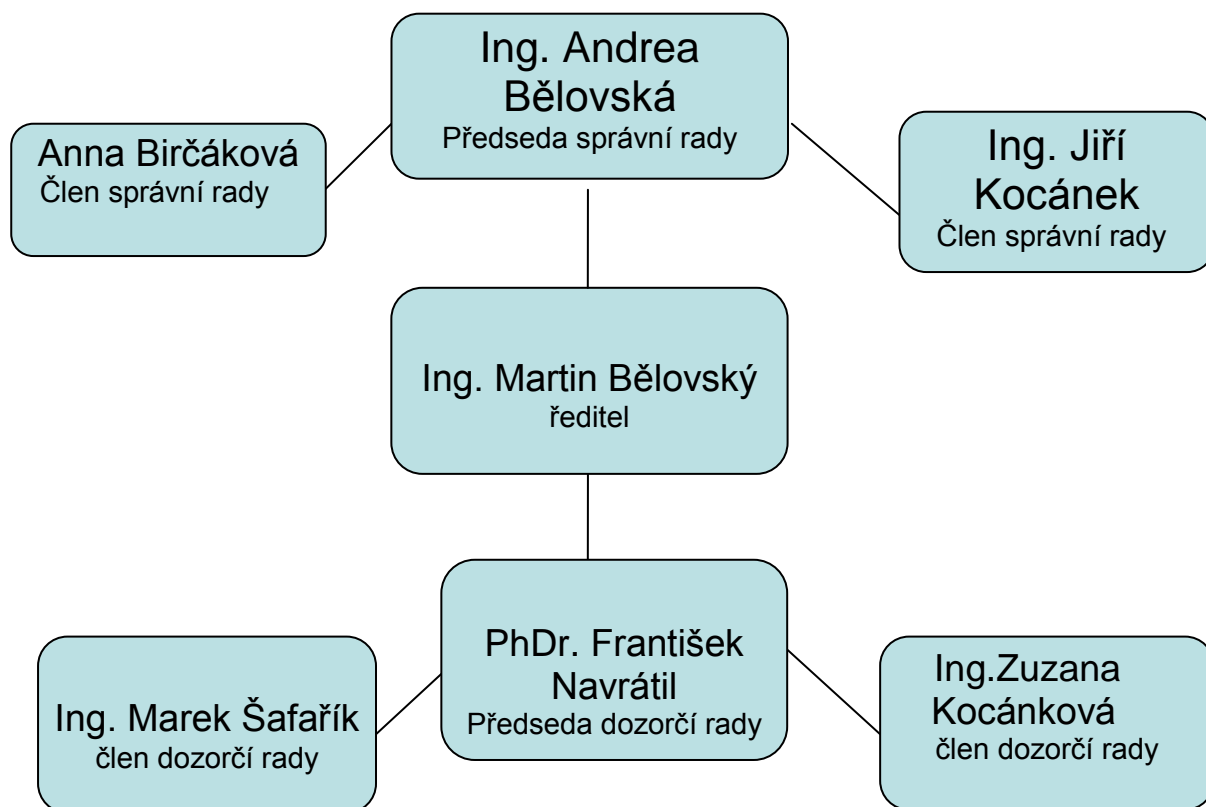 Ing. Andrea
Bělovská
Předseda správní rady
Anna Birčáková
Člen správní rady
Ing. Jiří
Kocánek
Člen správní rady
Ing. Martin Bělovský
ředitel
PhDr. František
Navrátil
Předseda dozorčí rady
Ing. Marek Šafařík
člen dozorčí rady
Ing.Zuzana
Kocánková
člen dozorčí rady